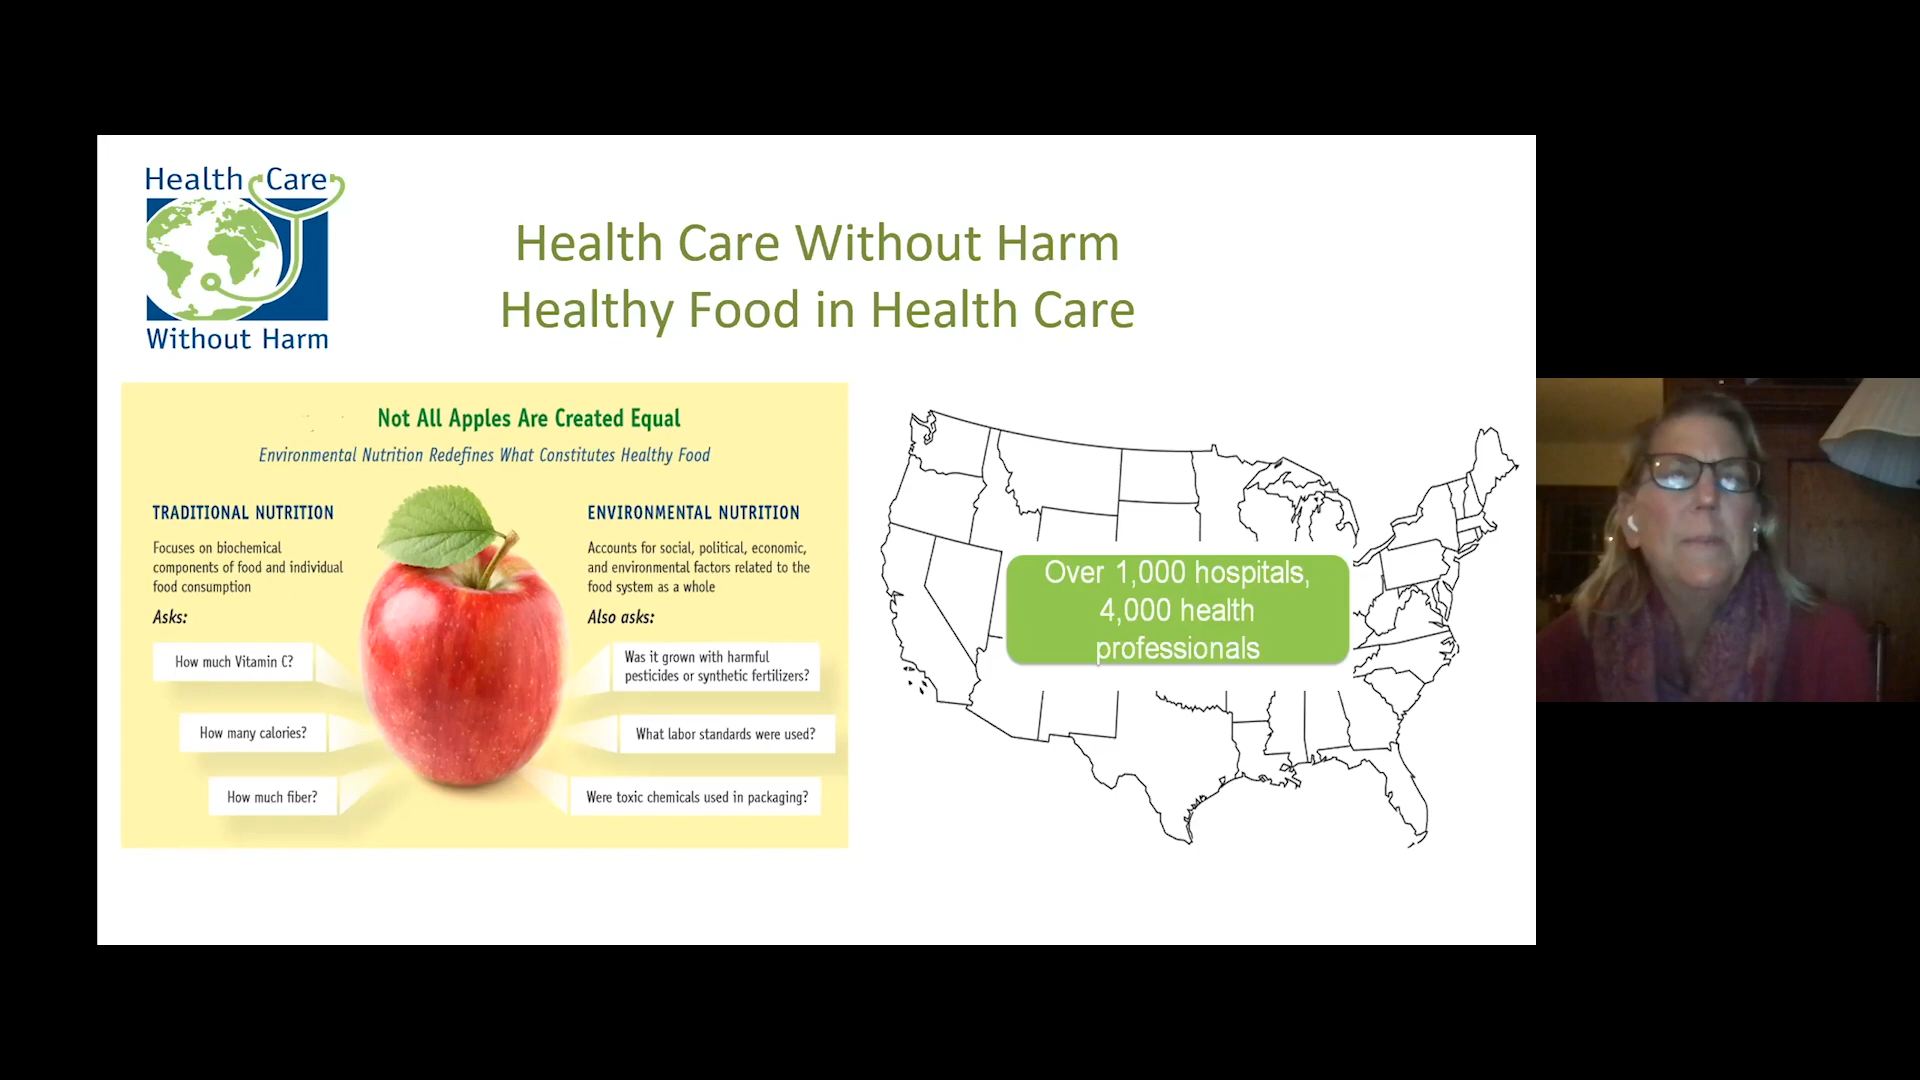 Health Care
Without Harm
Health Care Without Harm
Healthy Food in Health Care
Not All Apples Are Created Equal
Environmental Nutrition Redefines What Constitutes Healthy Food
TRADITIONAL NUTRITION
Focuses on biochemical
components of food and individual
food consumption
Asks:
How much Vitamin C?
How many calories?
How much fiber?
ENVIRONMENTAL NUTRITION
Accounts for social, political, economic,
and environmental factors related to the
food system as a whole
Also asks:
Was it grown with harmful
pesticides or synthetic fertilizers?
What labor standards were used?
Were toxic chemicals used in packaging?
Over 1,000 hospitals,
4,000 health
professionals